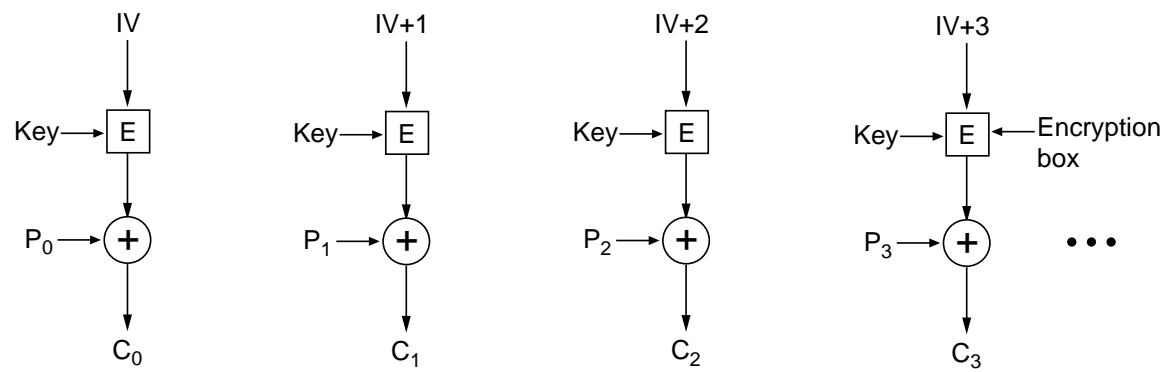 IV IV+1 IV+2 IV+3
Key E Key E Key E Key E Encryption
box
P0 + P1 + P2 + P3 + •••
C0 C1 C2 C3